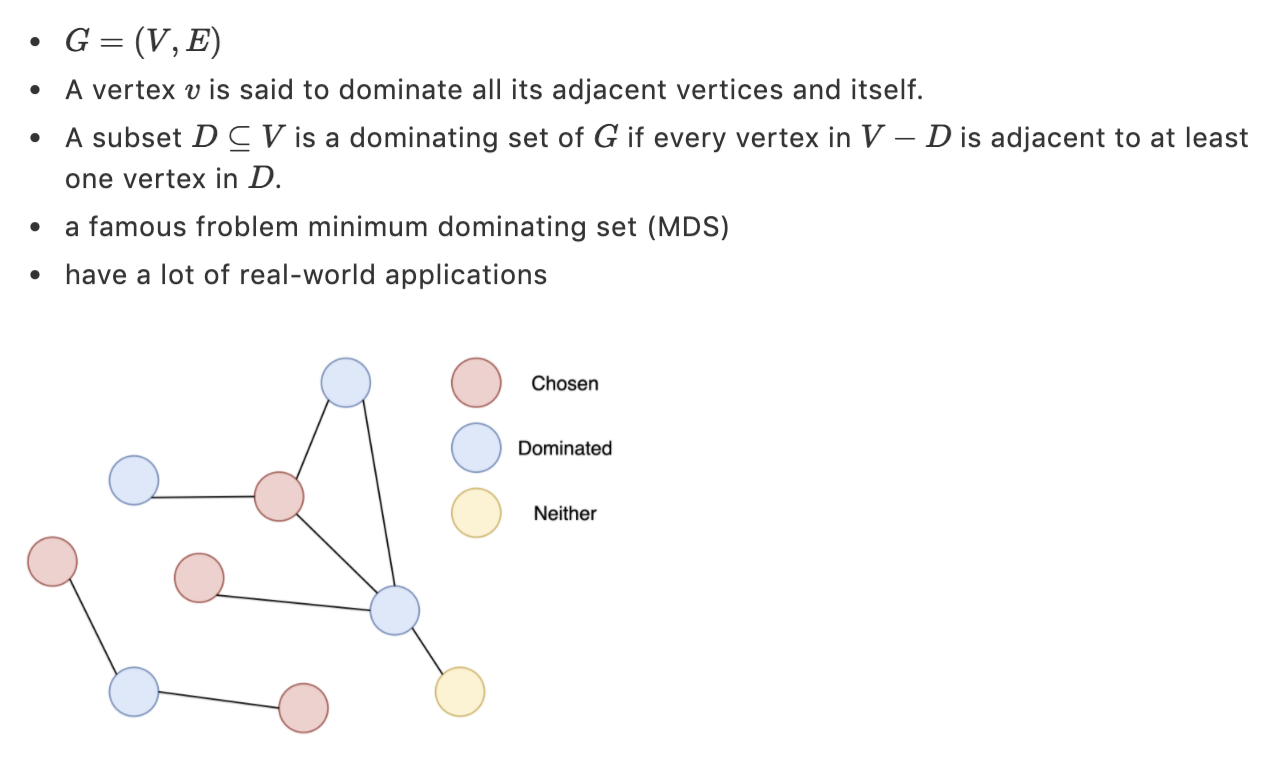 • G = (V, E)
• A vertex v is said to dominate all its adjacent vertices and itself.
• A subset D ⊆ V is a dominating set of G if every vertex in V − D is adjacent to at least
one vertex in D.
• a famous froblem minimum dominating set (MDS)
• have a lot of real-world applications
Chosen
Dominated
Neither